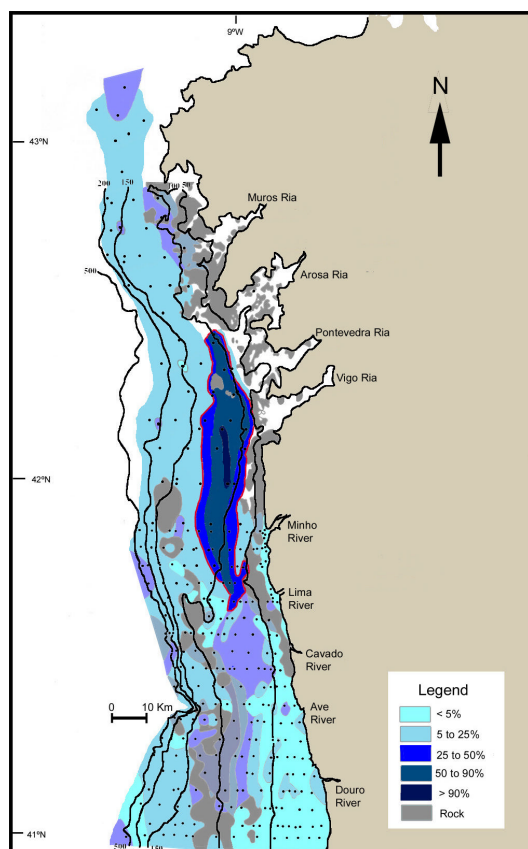 9ºW
N
43ºN
200
150
100
50
Muros Ria
500
Arosa Ria
Pontevedra Ria
Vigo Ria
42ºN
Minho
River
Lima
River
Cavado
River
0
10 Km
Ave
River
Douro
River
41ºN
500
150
Legend
< 5%
5 to 25%
25 to 50%
50 to 90%
> 90%
Rock